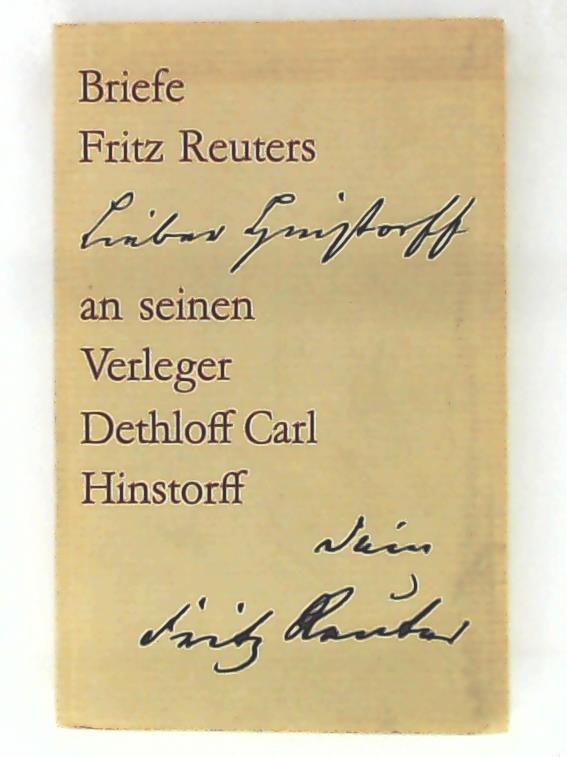 Briefe
Fritz Reuters
Lieber Hinstorff
an seinen
Verleger
Dethloff Carl
Hinstorff
Dein
Fritz Reuter